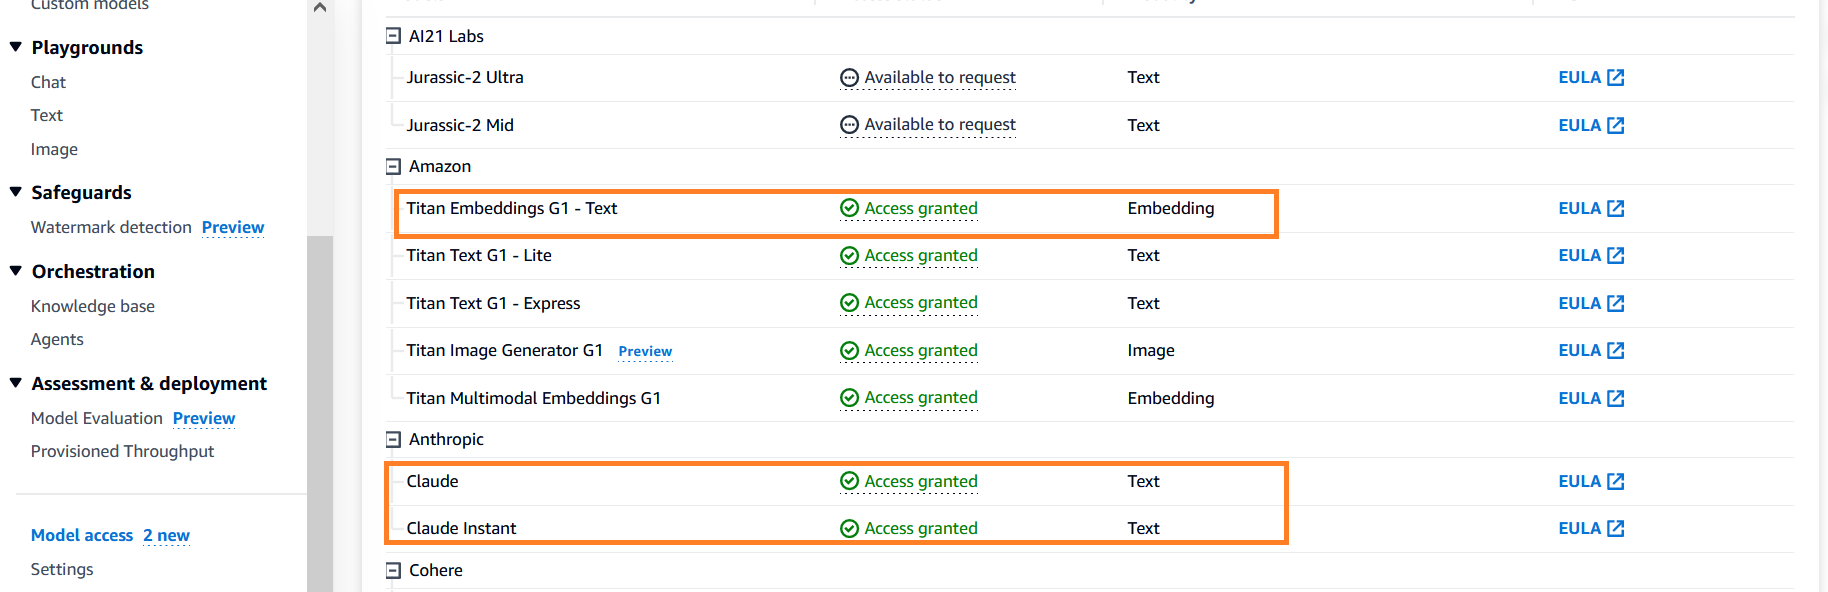 Custom models
Playgrounds
Chat
Text
Image
Safeguards
Watermark detection Preview
Orchestration
Knowledge base
Agents
Assessment & deployment
Model Evaluation Preview
Provisioned Throughput
Model access 2 new
Settings
AI21 Labs
Jurassic-2 Ultra Available to request Text EULA
Jurassic-2 Mid Available to request Text EULA
Amazon
Titan Embeddings G1 - Text Access granted Embedding EULA
Titan Text G1 - Lite Access granted Text EULA
Titan Text G1 - Express Access granted Text EULA
Titan Image Generator G1 Preview Access granted Image EULA
Titan Multimodal Embeddings G1 Access granted Embedding EULA
Anthropic
Claude Access granted Text EULA
Claude Instant Access granted Text EULA
Cohere